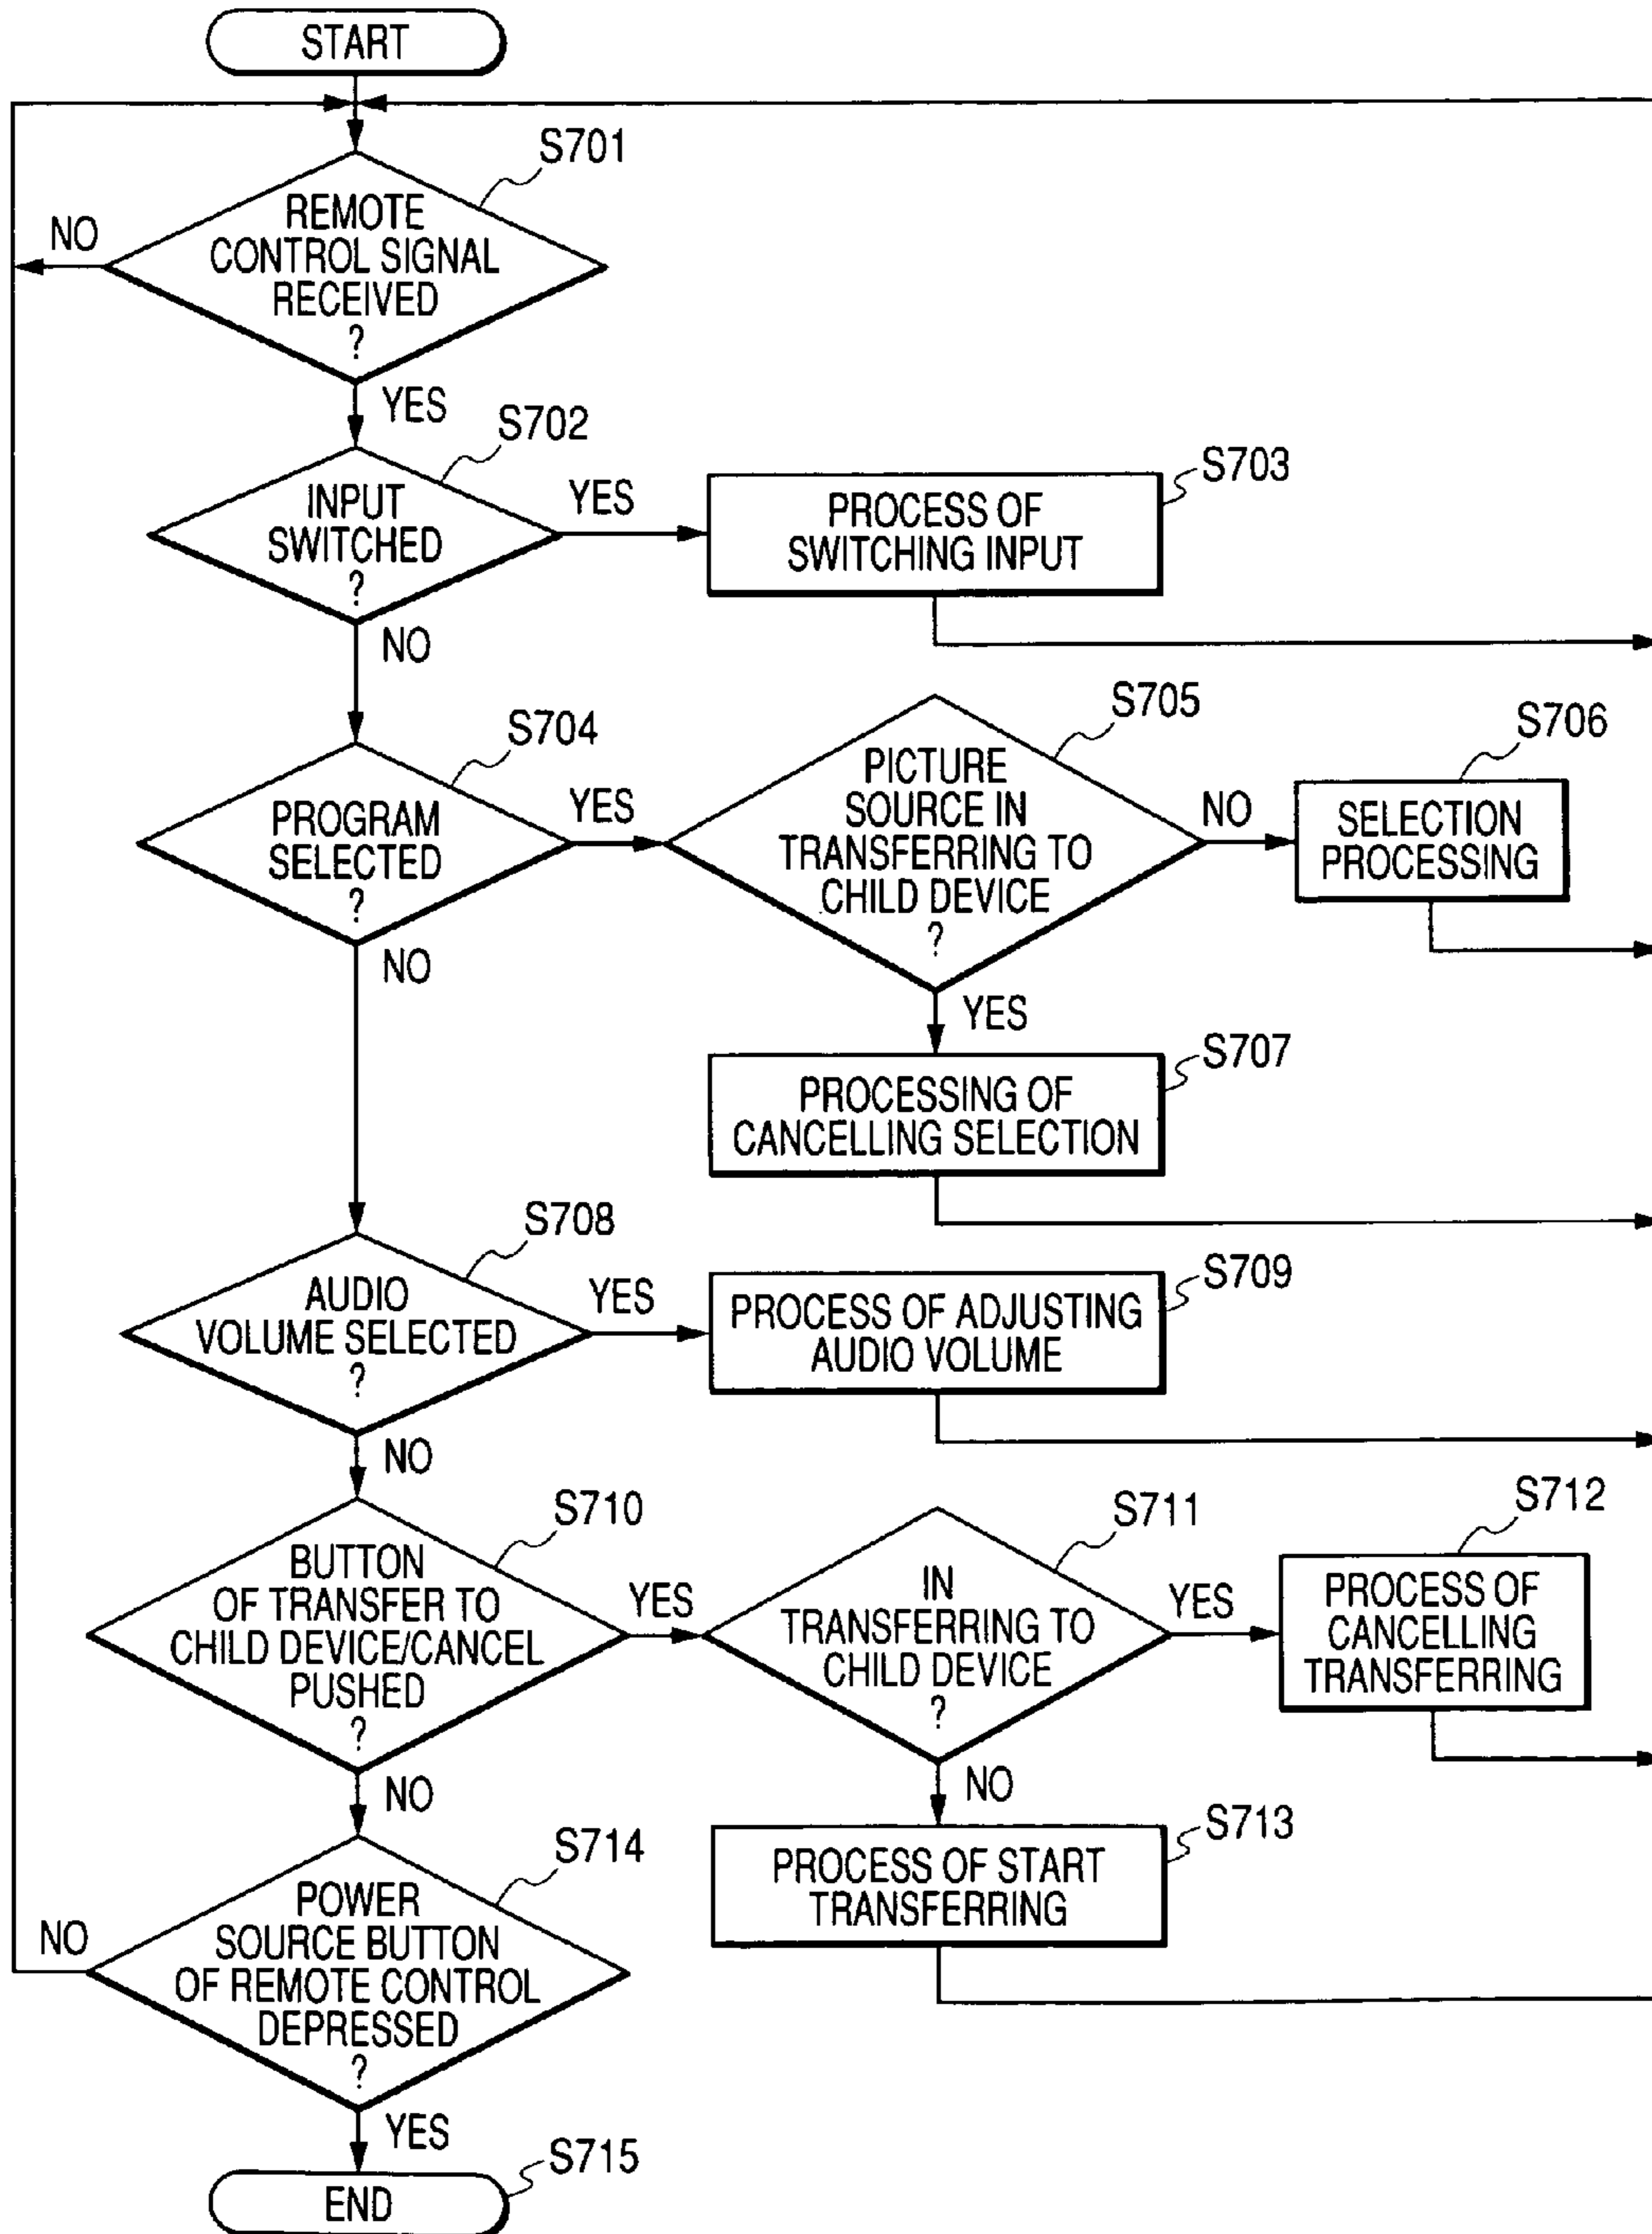 START
S701
REMOTE
CONTROL SIGNAL
RECEIVED
?
NO
YES
S702
INPUT
SWITCHED
?
YES
NO
S703
PROCESS OF
SWITCHING INPUT
S704
PROGRAM
SELECTED
?
YES
NO
S705
PICTURE
SOURCE IN
TRANSFERRING TO
CHILD DEVICE
?
NO
YES
S706
SELECTION
PROCESSING
S707
PROCESSING OF
CANCELLING SELECTION
S708
AUDIO
VOLUME SELECTED
?
YES
NO
S709
PROCESS OF ADJUSTING
AUDIO VOLUME
S710
BUTTON
OF TRANSFER TO
CHILD DEVICE/CANCEL
PUSHED
?
YES
NO
S711
IN
TRANSFERRING TO
CHILD DEVICE
?
YES
NO
S712
PROCESS OF
CANCELLING
TRANSFERRING
S713
PROCESS OF START
TRANSFERRING
S714
POWER
SOURCE BUTTON
OF REMOTE CONTROL
DEPRESSED
?
NO
YES
S715
END